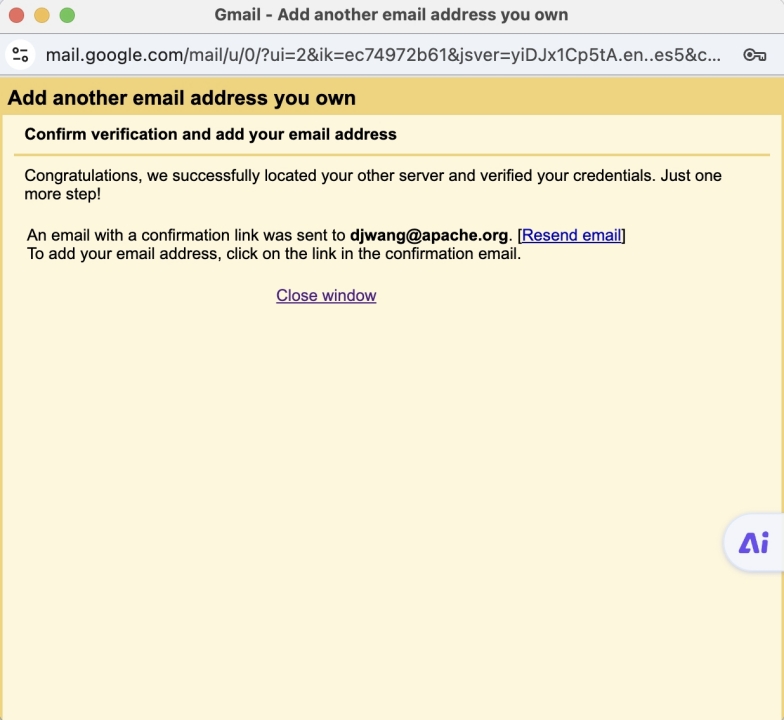 Gmail - Add another email address you own
mail.google.com/mail/u/0/?ui=2&ik=ec74972b61&jsver=yiDJx1Cp5tA.en..es5&c...
Add another email address you own
Confirm verification and add your email address
Congratulations, we successfully located your other server and verified your credentials. Just one
more step!
An email with a confirmation link was sent to djwang@apache.org. [Resend email]
To add your email address, click on the link in the confirmation email.
Close window
Ai